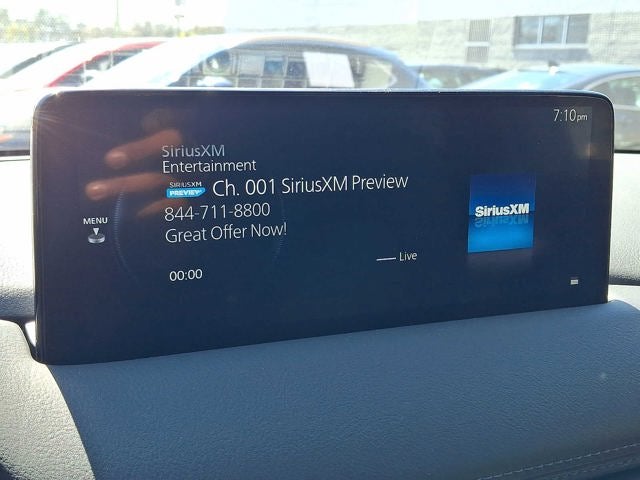 7:10pm
SiriusXM
Entertainment
SIRIUSXM
PREVIEW
Ch. 001 SiriusXM Preview
844-711-8800
Great Offer Now!
MENU
SiriusXM
00:00
Live